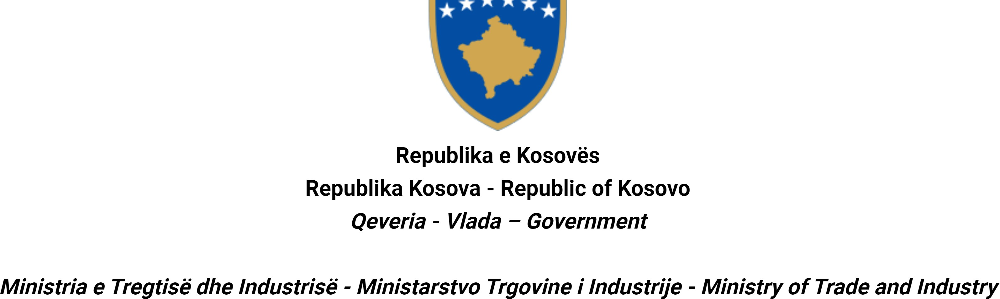 Republika e Kosovës
Republika Kosova - Republic of Kosovo
Qeveria - Vlada – Government
Ministria e Tregtisë dhe Industrisë - Ministarstvo Trgovine i Industrije - Ministry of Trade and Industry